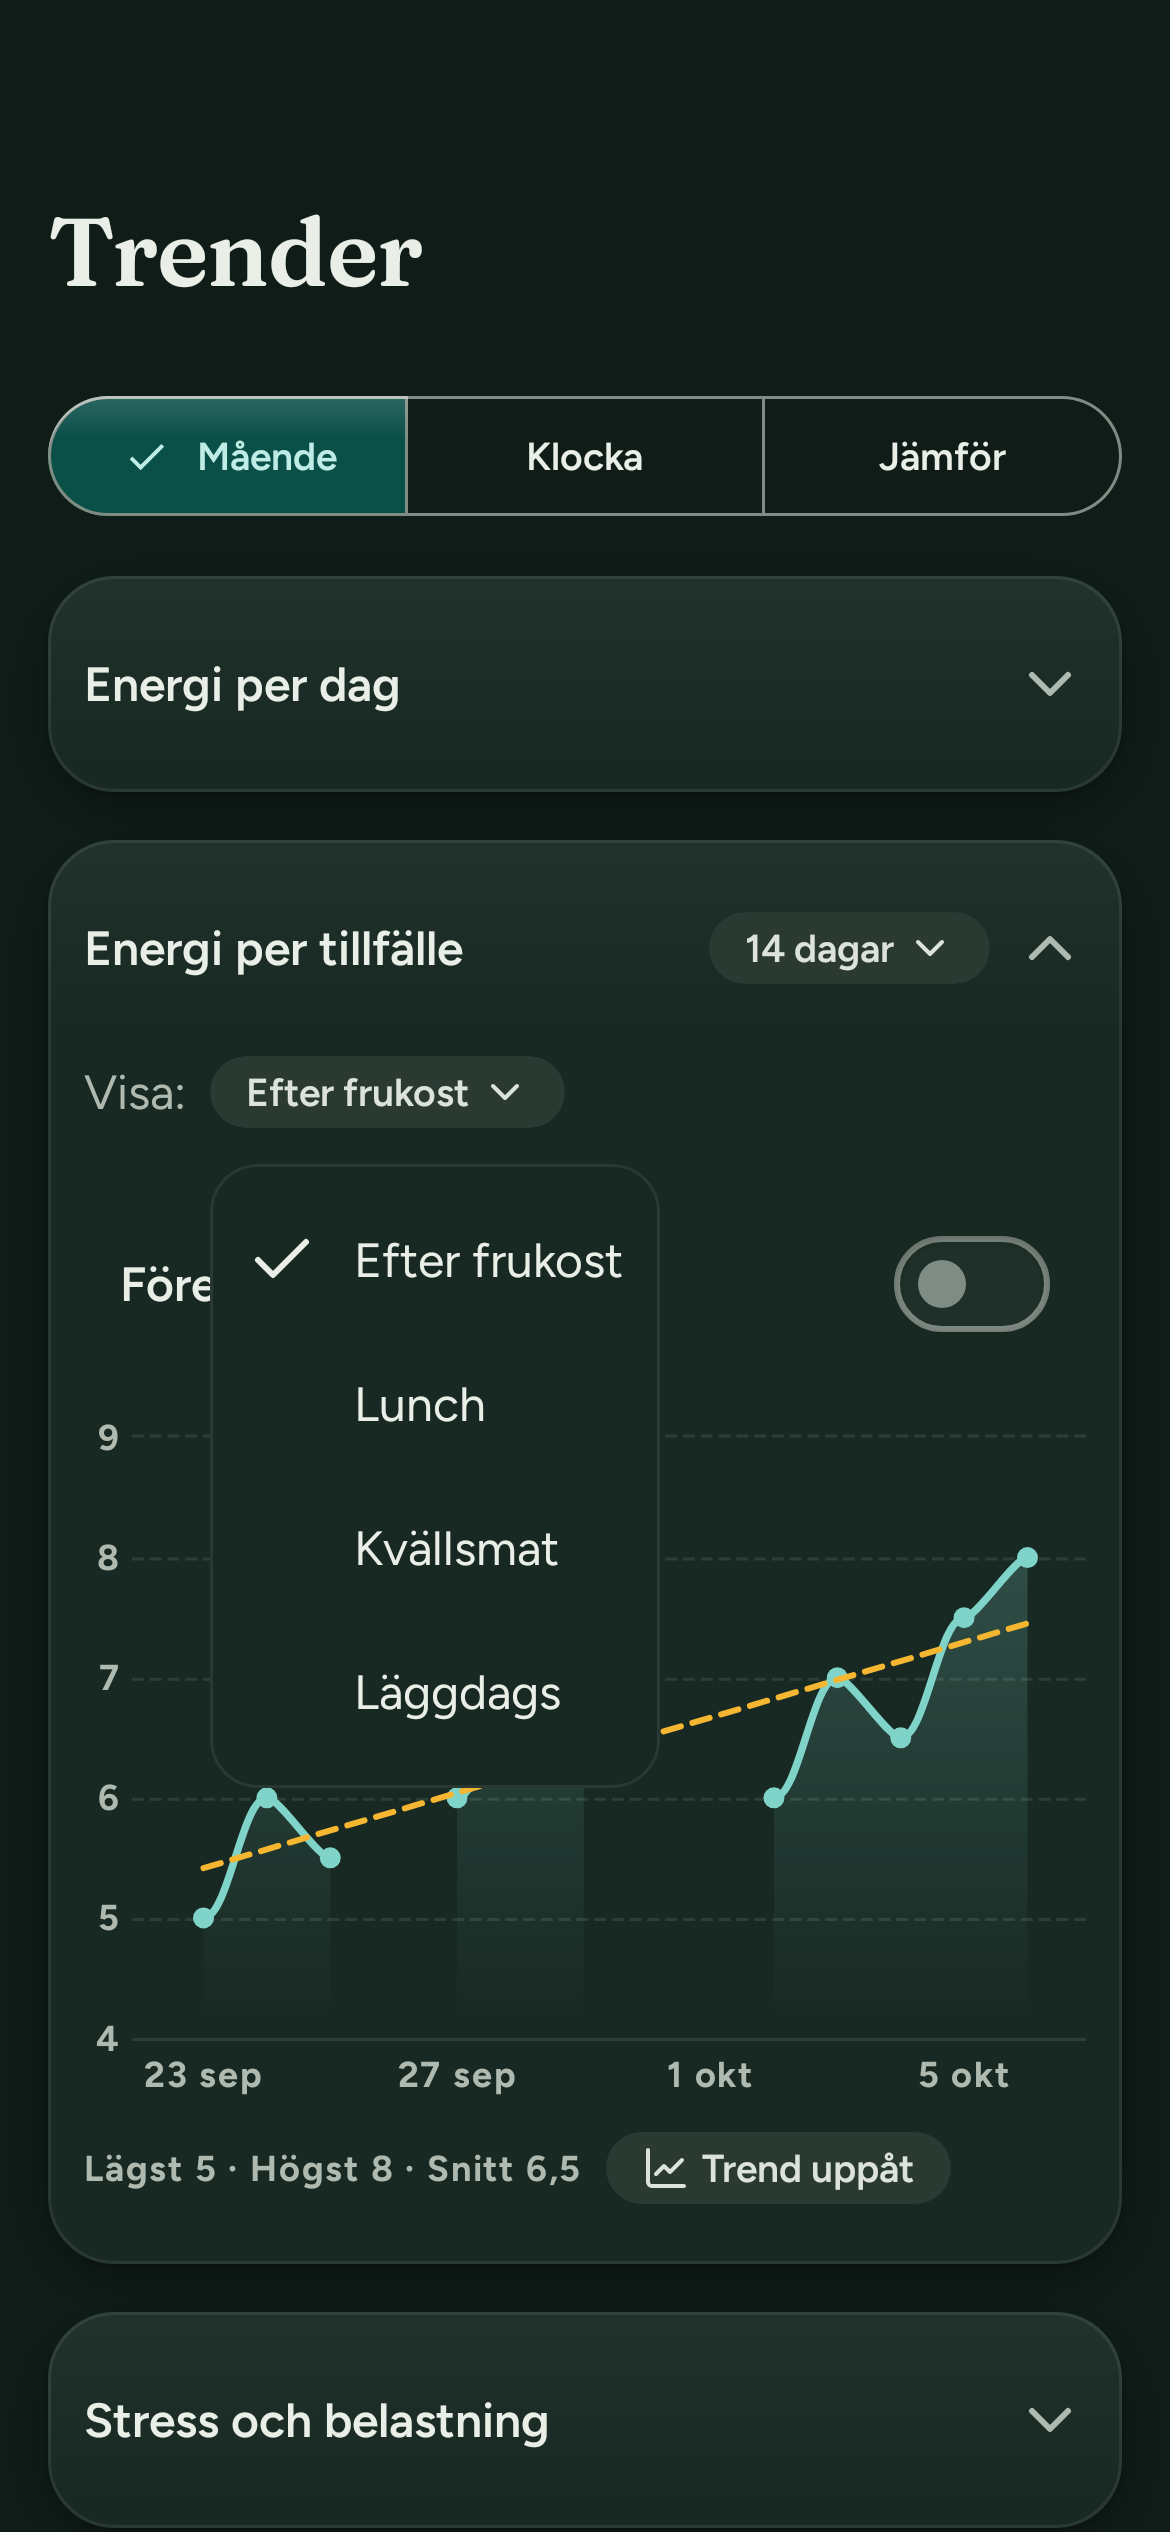 Trender
Mående
Klocka
Jämför
Energi per dag
Energi per tillfälle
14 dagar
Visa:
Efter frukost
Efter frukost
Lunch
Kvällsmat
Läggdags
9
8
7
6
5
4
23 sep
27 sep
1 okt
5 okt
Lägst 5 · Högst 8 · Snitt 6,5
Trend uppåt
Stress och belastning